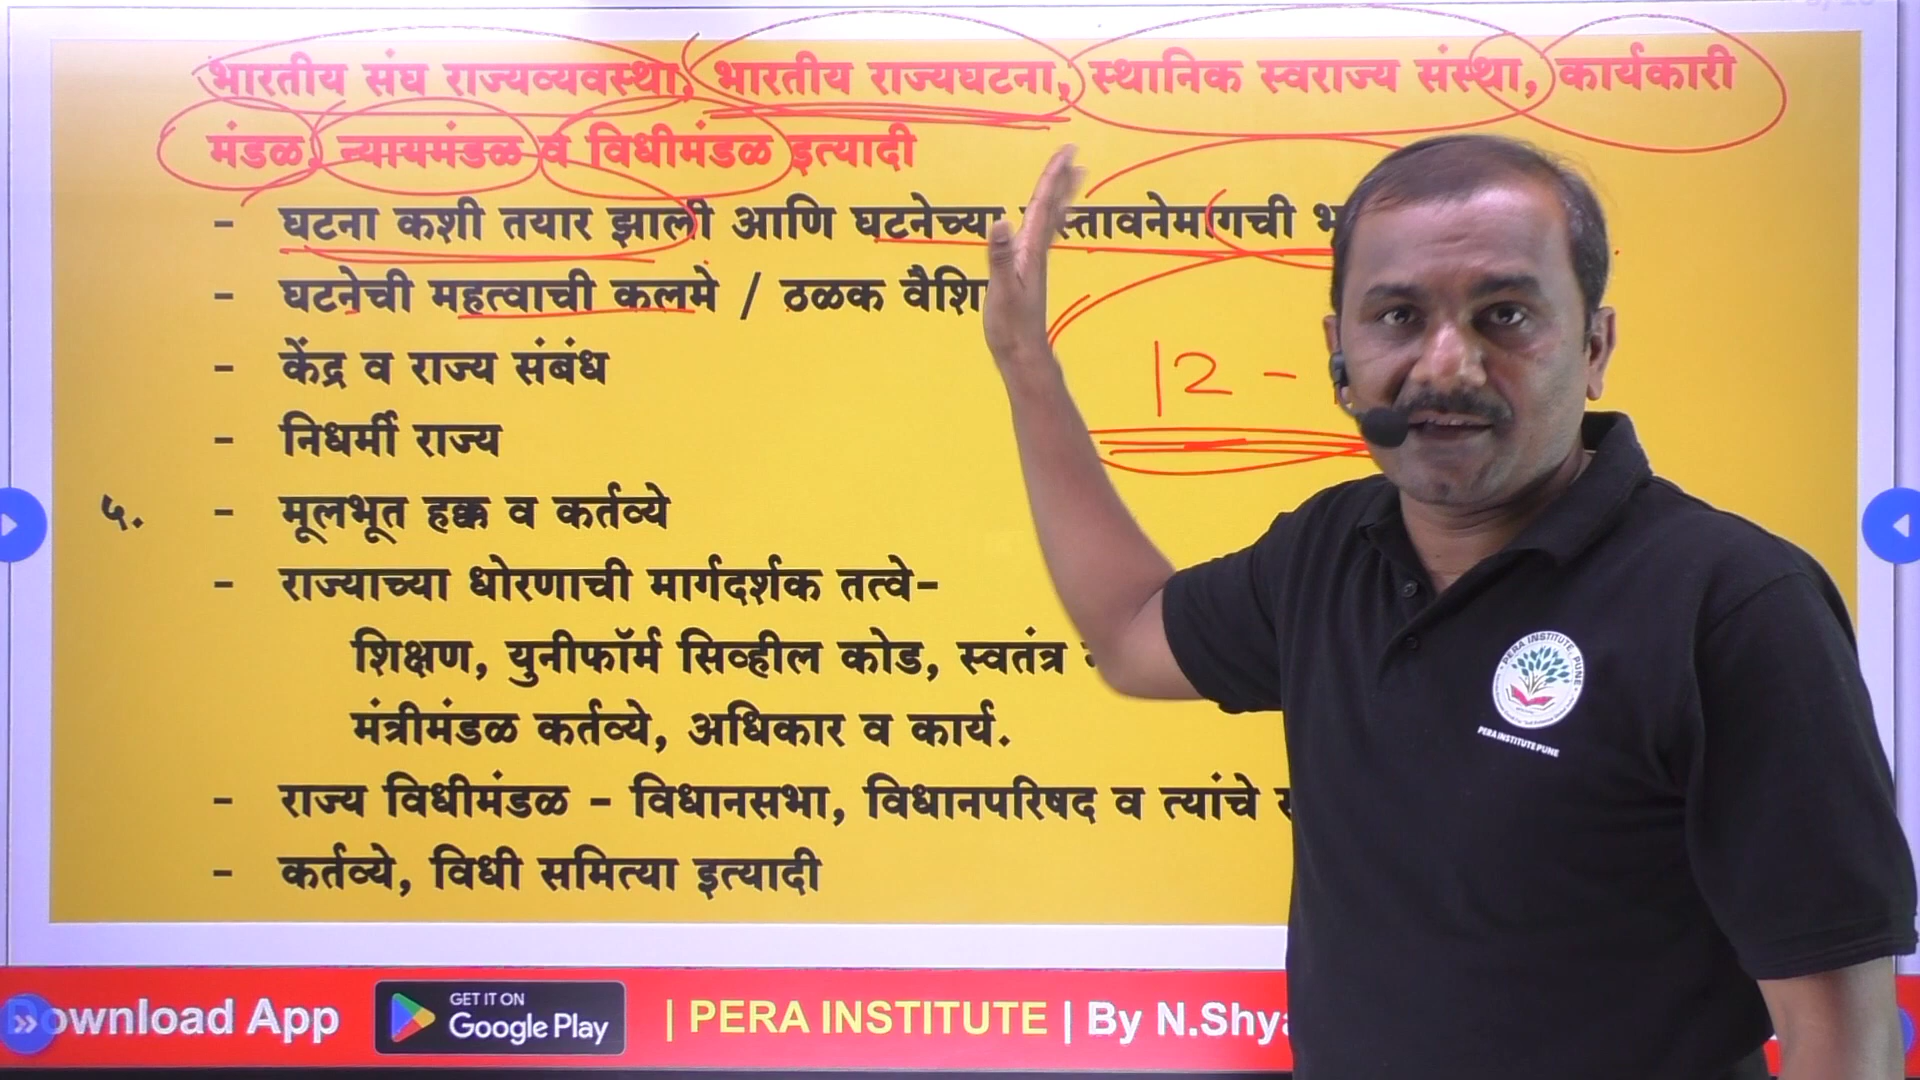 भारतीय संघ राज्यव्यवस्था, भारतीय राज्यघटना, स्थानिक स्वराज्य संस्था, कार्यकारी
मंडळ, न्यायमंडळ व विधीमंडळ इत्यादी
- घटना कशी तयार झाली आणि घटनेच्या
- घटनेची महत्वाची कलमे / ठळक
- केंद्र व राज्य संबंध
12 -
- निधर्मी राज्य
५. - मूलभूत हक्क व कर्तव्ये
- राज्याच्या धोरणाची मार्गदर्शक तत्वे-
शिक्षण, युनीफॉर्म सिव्हील कोड, स्वतंत्र
मंत्रीमंडळ कर्तव्ये, अधिकार व कार्य.
- राज्य विधीमंडळ - विधानसभा, विधानपरिषद व त्यांचे
- कर्तव्ये, विधी समित्या इत्यादी
PERA INSTITUTE, PUNE
PERA INSTITUTE PUNE
Download App GET IT ON Google Play | PERA INSTITUTE | By